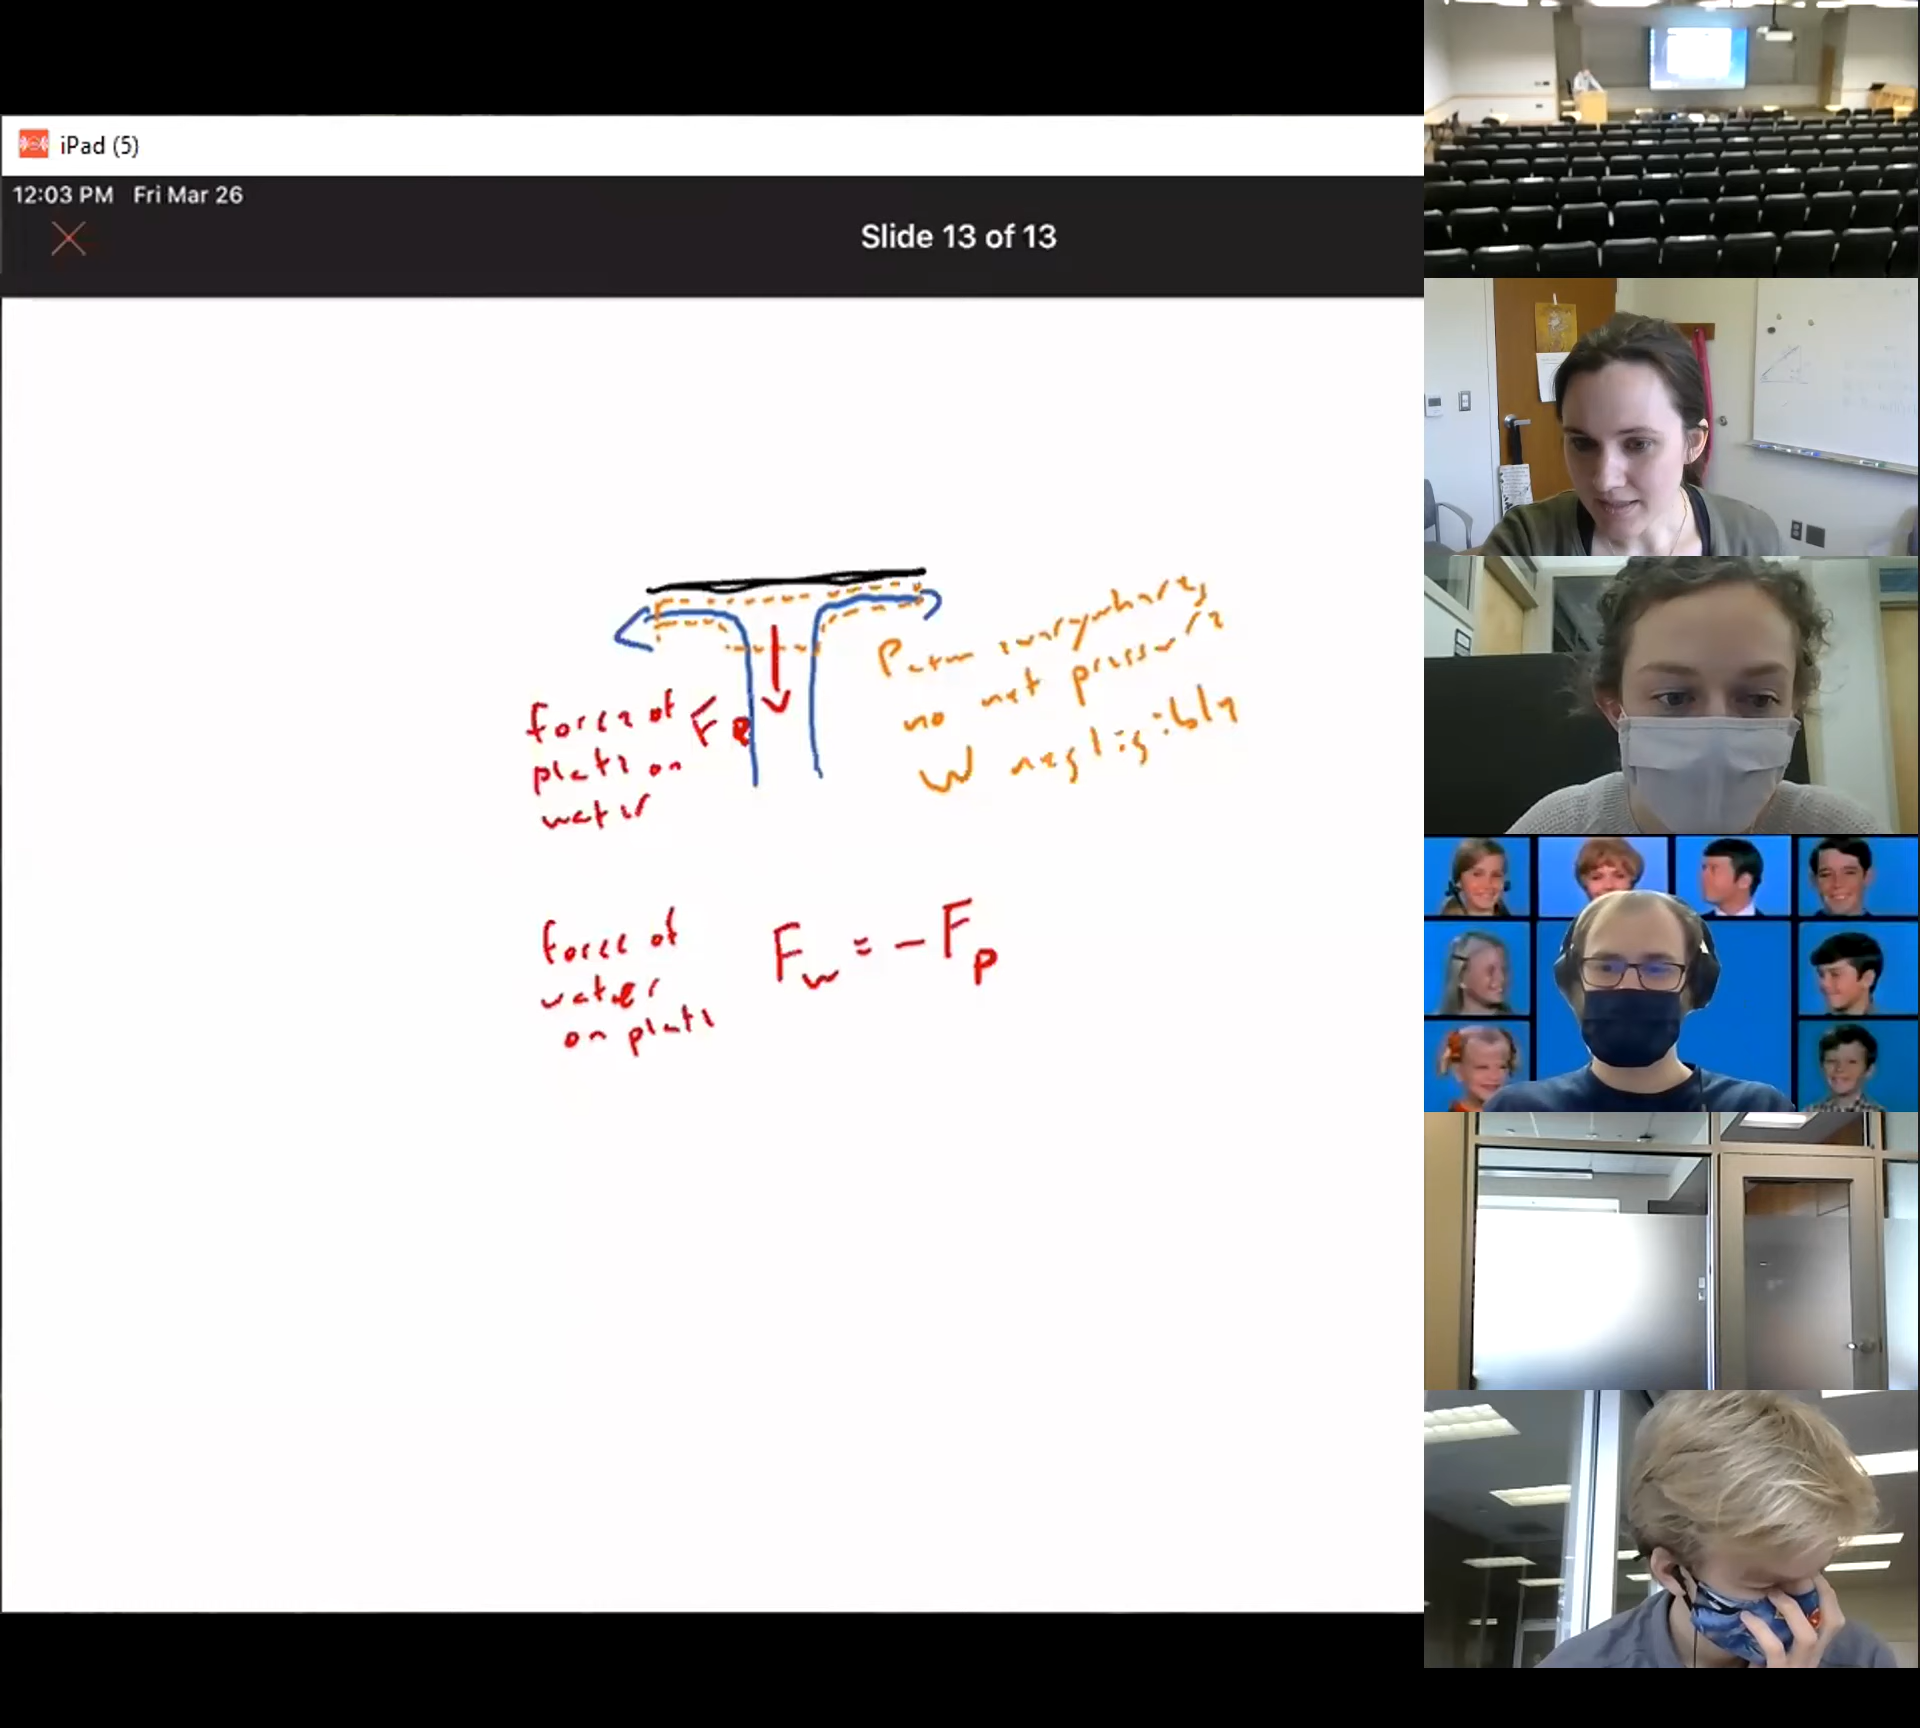 iPad (5)
12:03 PM Fri Mar 26
Slide 13 of 13
Patm everywhere,
no net pressure
W negligible
force of
plate on
water
F
force of
water
on plate
Fw = - Fp